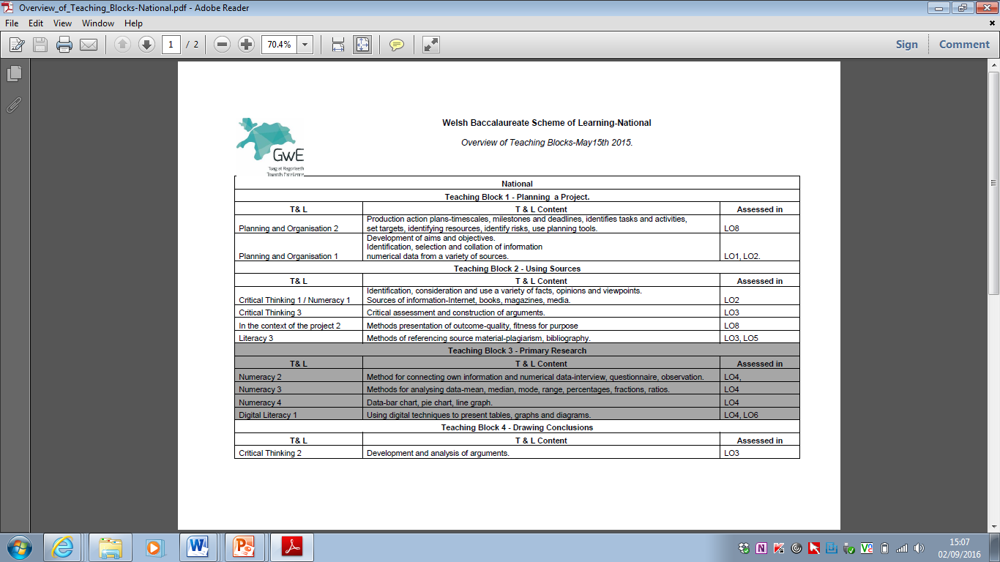 Overview_of_Teaching_Blocks-National.pdf - Adobe Reader
File Edit View Window Help
1 / 2 70.4% Sign Comment
Welsh Baccalaureate Scheme of Learning-National
Overview of Teaching Blocks-May15th 2015.
GwE
Tuag at Ragoriaeth
Towards Excellence
National
Teaching Block 1 - Planning a Project.
T& L T & L Content Assessed in
Production action plans-timescales, milestones and deadlines, identifies tasks and activities,
Planning and Organisation 2 set targets, identifying resources, identify risks, use planning tools. LO8
Development of aims and objectives.
Identification, selection and collation of information
Planning and Organisation 1 numerical data from a variety of sources. LO1, LO2.
Teaching Block 2 - Using Sources
T& L T & L Content Assessed in
Identification, consideration and use a variety of facts, opinions and viewpoints.
Critical Thinking 1 / Numeracy 1 Sources of information-Internet, books, magazines, media. LO2
Critical Thinking 3 Critical assessment and construction of arguments. LO3
In the context of the project 2 Methods presentation of outcome-quality, fitness for purpose LO8
Literacy 3 Methods of referencing source material-plagiarism, bibliography. LO3, LO5
Teaching Block 3 - Primary Research
T& L T & L Content Assessed in
Numeracy 2 Method for connecting own information and numerical data-interview, questionnaire, observation. LO4,
Numeracy 3 Methods for analysing data-mean, median, mode, range, percentages, fractions, ratios. LO4
Numeracy 4 Data-bar chart, pie chart, line graph. LO4
Digital Literacy 1 Using digital techniques to present tables, graphs and diagrams. LO4, LO6
Teaching Block 4 - Drawing Conclusions
T& L T & L Content Assessed in
Critical Thinking 2 Development and analysis of arguments. LO3
15:07
02/09/2016